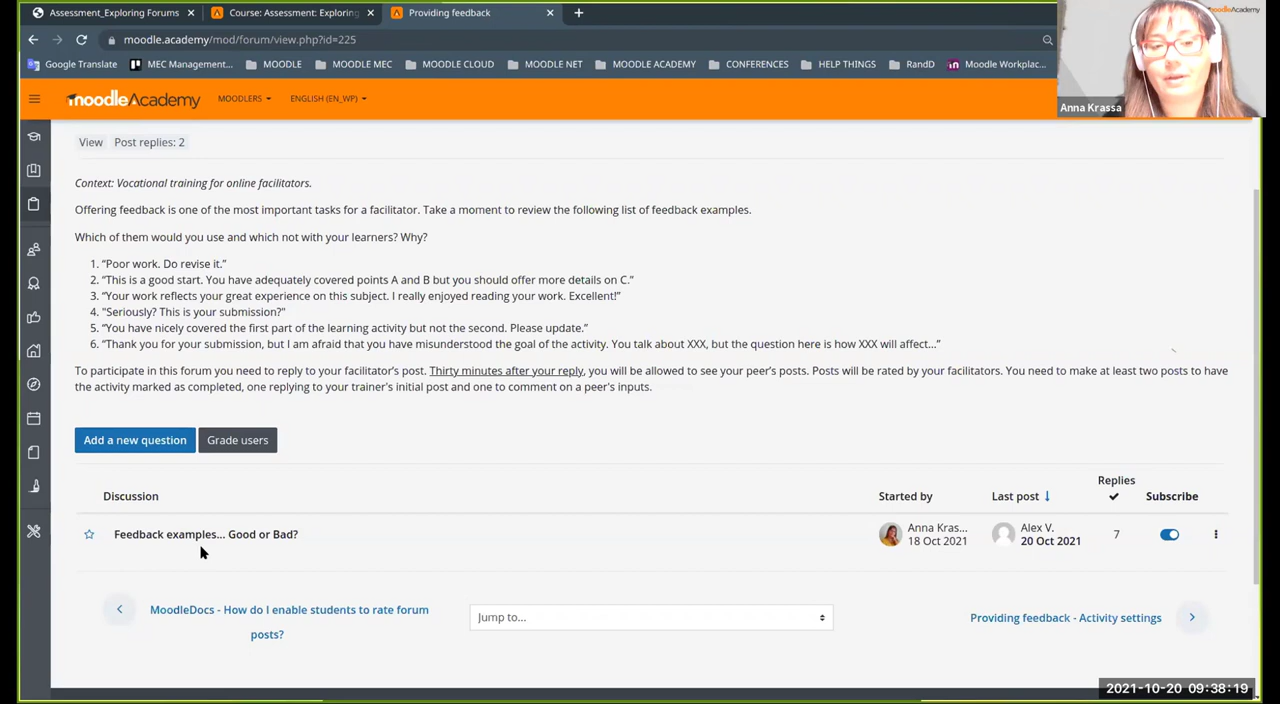 Assessment_Exploring Forums
Course: Assessment: Exploring
Providing feedback
moodle.academy/mod/forum/view.php?id=225
Google Translate
MEC Management...
MOODLE
MOODLE MEC
MOODLE CLOUD
MOODLE NET
MOODLE ACADEMY
CONFERENCES
HELP THINGS
RandD
Moodle Workplac...
moodleAcademy
MOODLERS
ENGLISH (EN_WP)
Anna Krassa
View
Post replies: 2
Context: Vocational training for online facilitators.
Offering feedback is one of the most important tasks for a facilitator. Take a moment to review the following list of feedback examples.
Which of them would you use and which not with your learners? Why?
1. “Poor work. Do revise it.”
2. “This is a good start. You have adequately covered points A and B but you should offer more details on C.”
3. “Your work reflects your great experience on this subject. I really enjoyed reading your work. Excellent!”
4. "Seriously? This is your submission?"
5. “You have nicely covered the first part of the learning activity but not the second. Please update.”
6. “Thank you for your submission, but I am afraid that you have misunderstood the goal of the activity. You talk about XXX, but the question here is how XXX will affect...”
To participate in this forum you need to reply to your facilitator’s post. Thirty minutes after your reply, you will be allowed to see your peer’s posts. Posts will be rated by your facilitators. You need to make at least two posts to have
the activity marked as completed, one replying to your trainer's initial post and one to comment on a peer's inputs.
Add a new question
Grade users
Discussion
Started by
Last post
Replies
Subscribe
Feedback examples... Good or Bad?
Anna Kras...
18 Oct 2021
Alex V.
20 Oct 2021
7
MoodleDocs - How do I enable students to rate forum
posts?
Jump to...
Providing feedback - Activity settings
2021-10-20 09:38:19